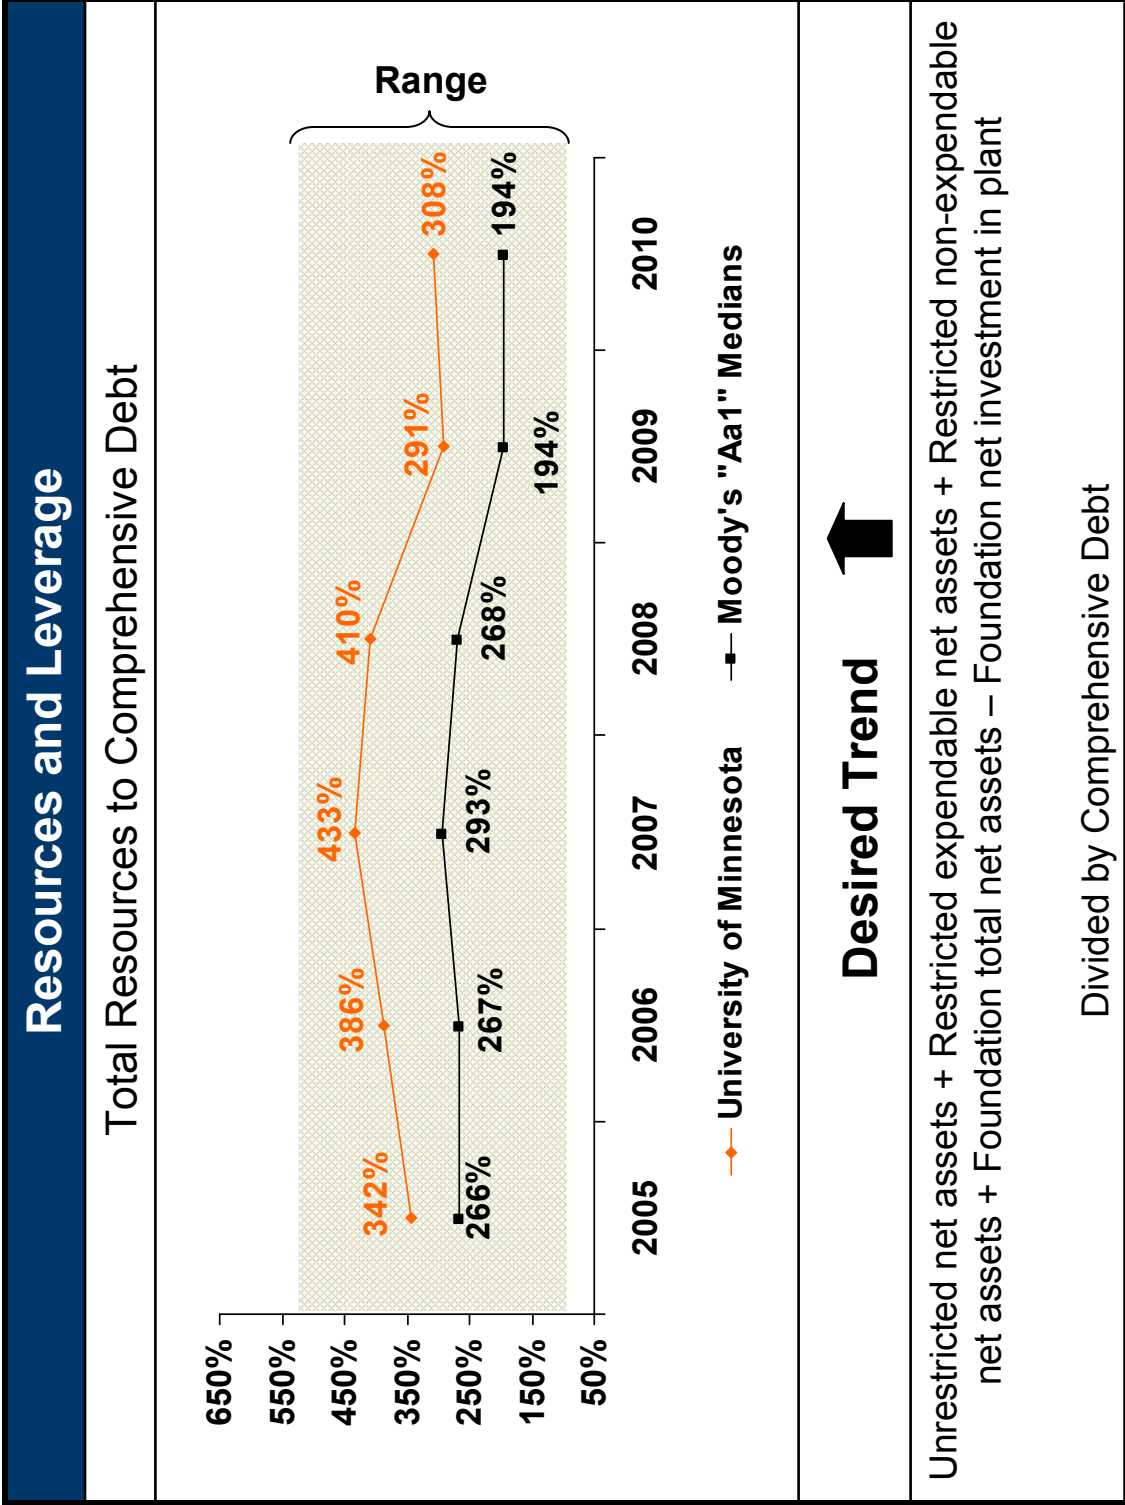 Resources and Leverage
Total Resources to Comprehensive Debt
650%
550%
450%
350%
250%
150%
50%
342%
386%
433%
410%
291%
308%
266%
267%
293%
268%
194%
194%
Range
2005 2006 2007 2008 2009 2010
University of Minnesota Moody's "Aa1" Medians
Desired Trend
Unrestricted net assets + Restricted expendable net assets + Restricted non-expendable
net assets + Foundation total net assets – Foundation net investment in plant
Divided by Comprehensive Debt